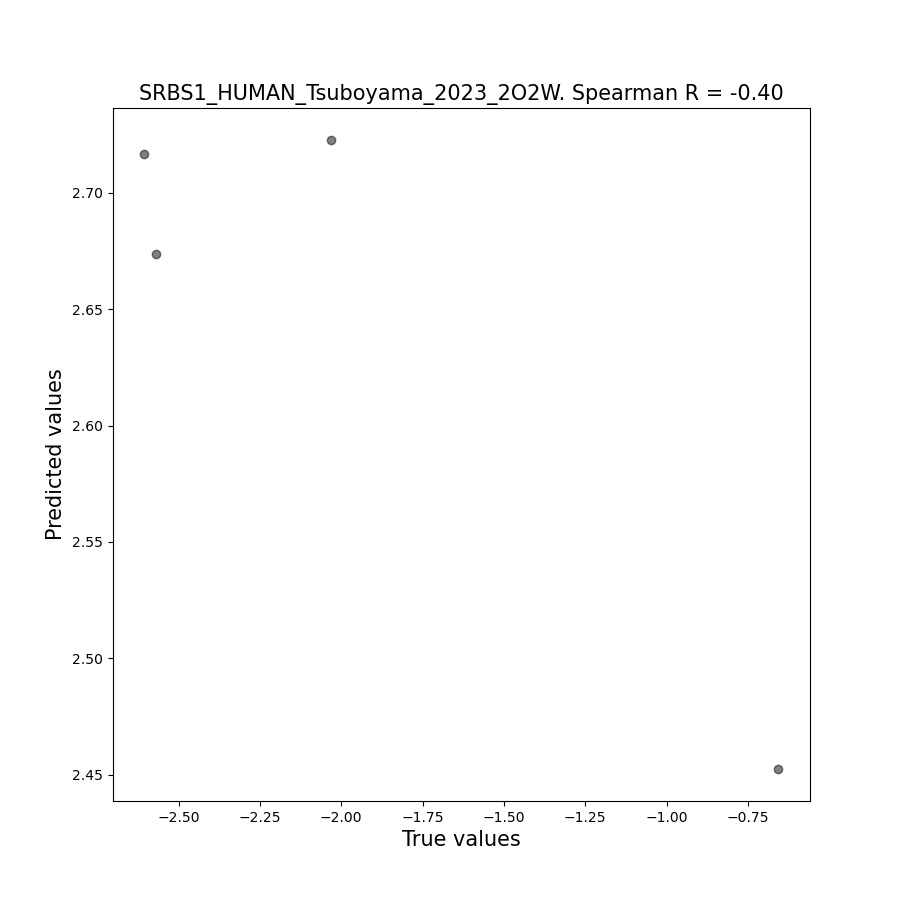 SRBS1_HUMAN_Tsuboyama_2023_2O2W. Spearman R = -0.40
2.70
2.65
2.60
2.55
2.50
2.45
Predicted values
−2.50 −2.25 −2.00 −1.75 −1.50 −1.25 −1.00 −0.75
True values